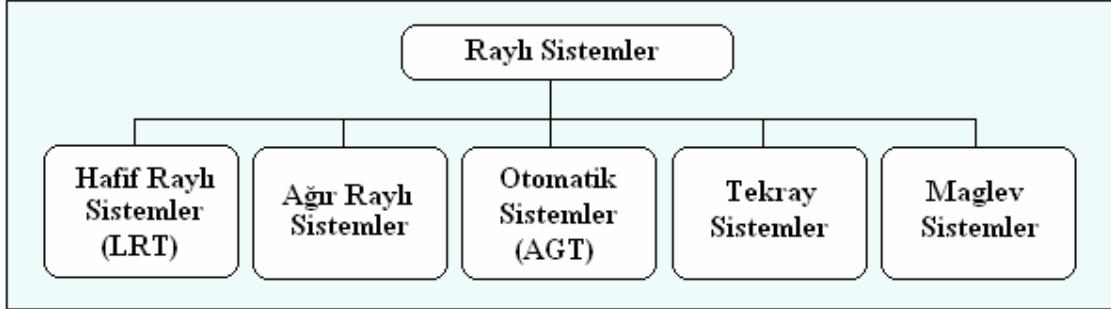 Raylı Sistemler
Hafif Raylı
Sistemler
(LRT)
Ağır Raylı
Sistemler
Otomatik
Sistemler
(AGT)
Tekray
Sistemler
Maglev
Sistemler